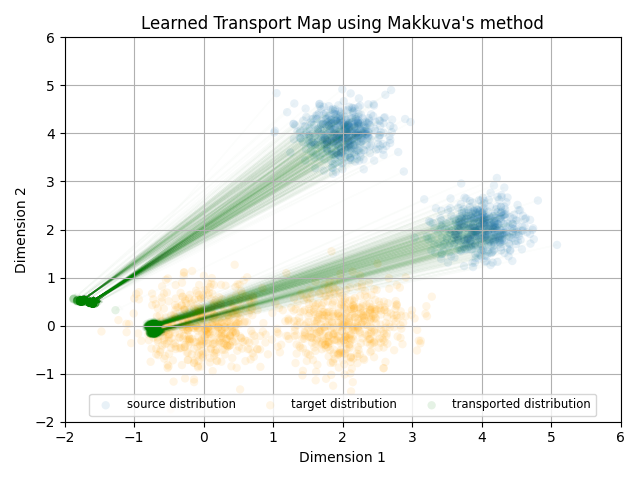 Learned Transport Map using Makkuva's method
6
5
4
3
2
1
0
−1
−2
Dimension 2
source distribution target distribution transported distribution
−2 −1 0 1 2 3 4 5 6
Dimension 1